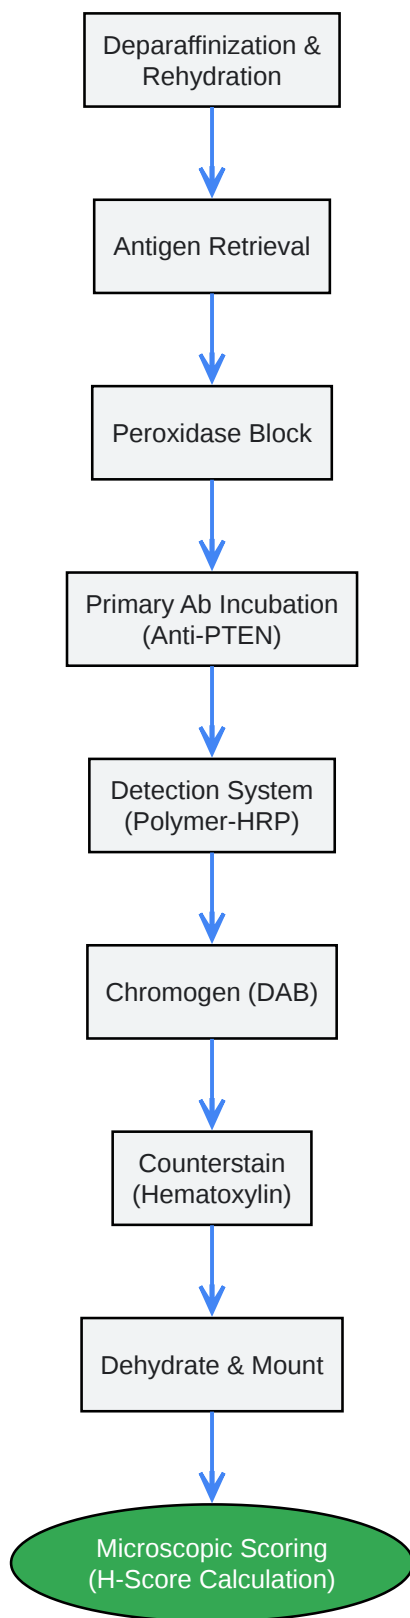 Deparaffinization &
Rehydration
Antigen Retrieval
Peroxidase Block
Primary Ab Incubation
(Anti-PTEN)
Detection System
(Polymer-HRP)
Chromogen (DAB)
Counterstain
(Hematoxylin)
Dehydrate & Mount
Microscopic Scoring
(H-Score Calculation)